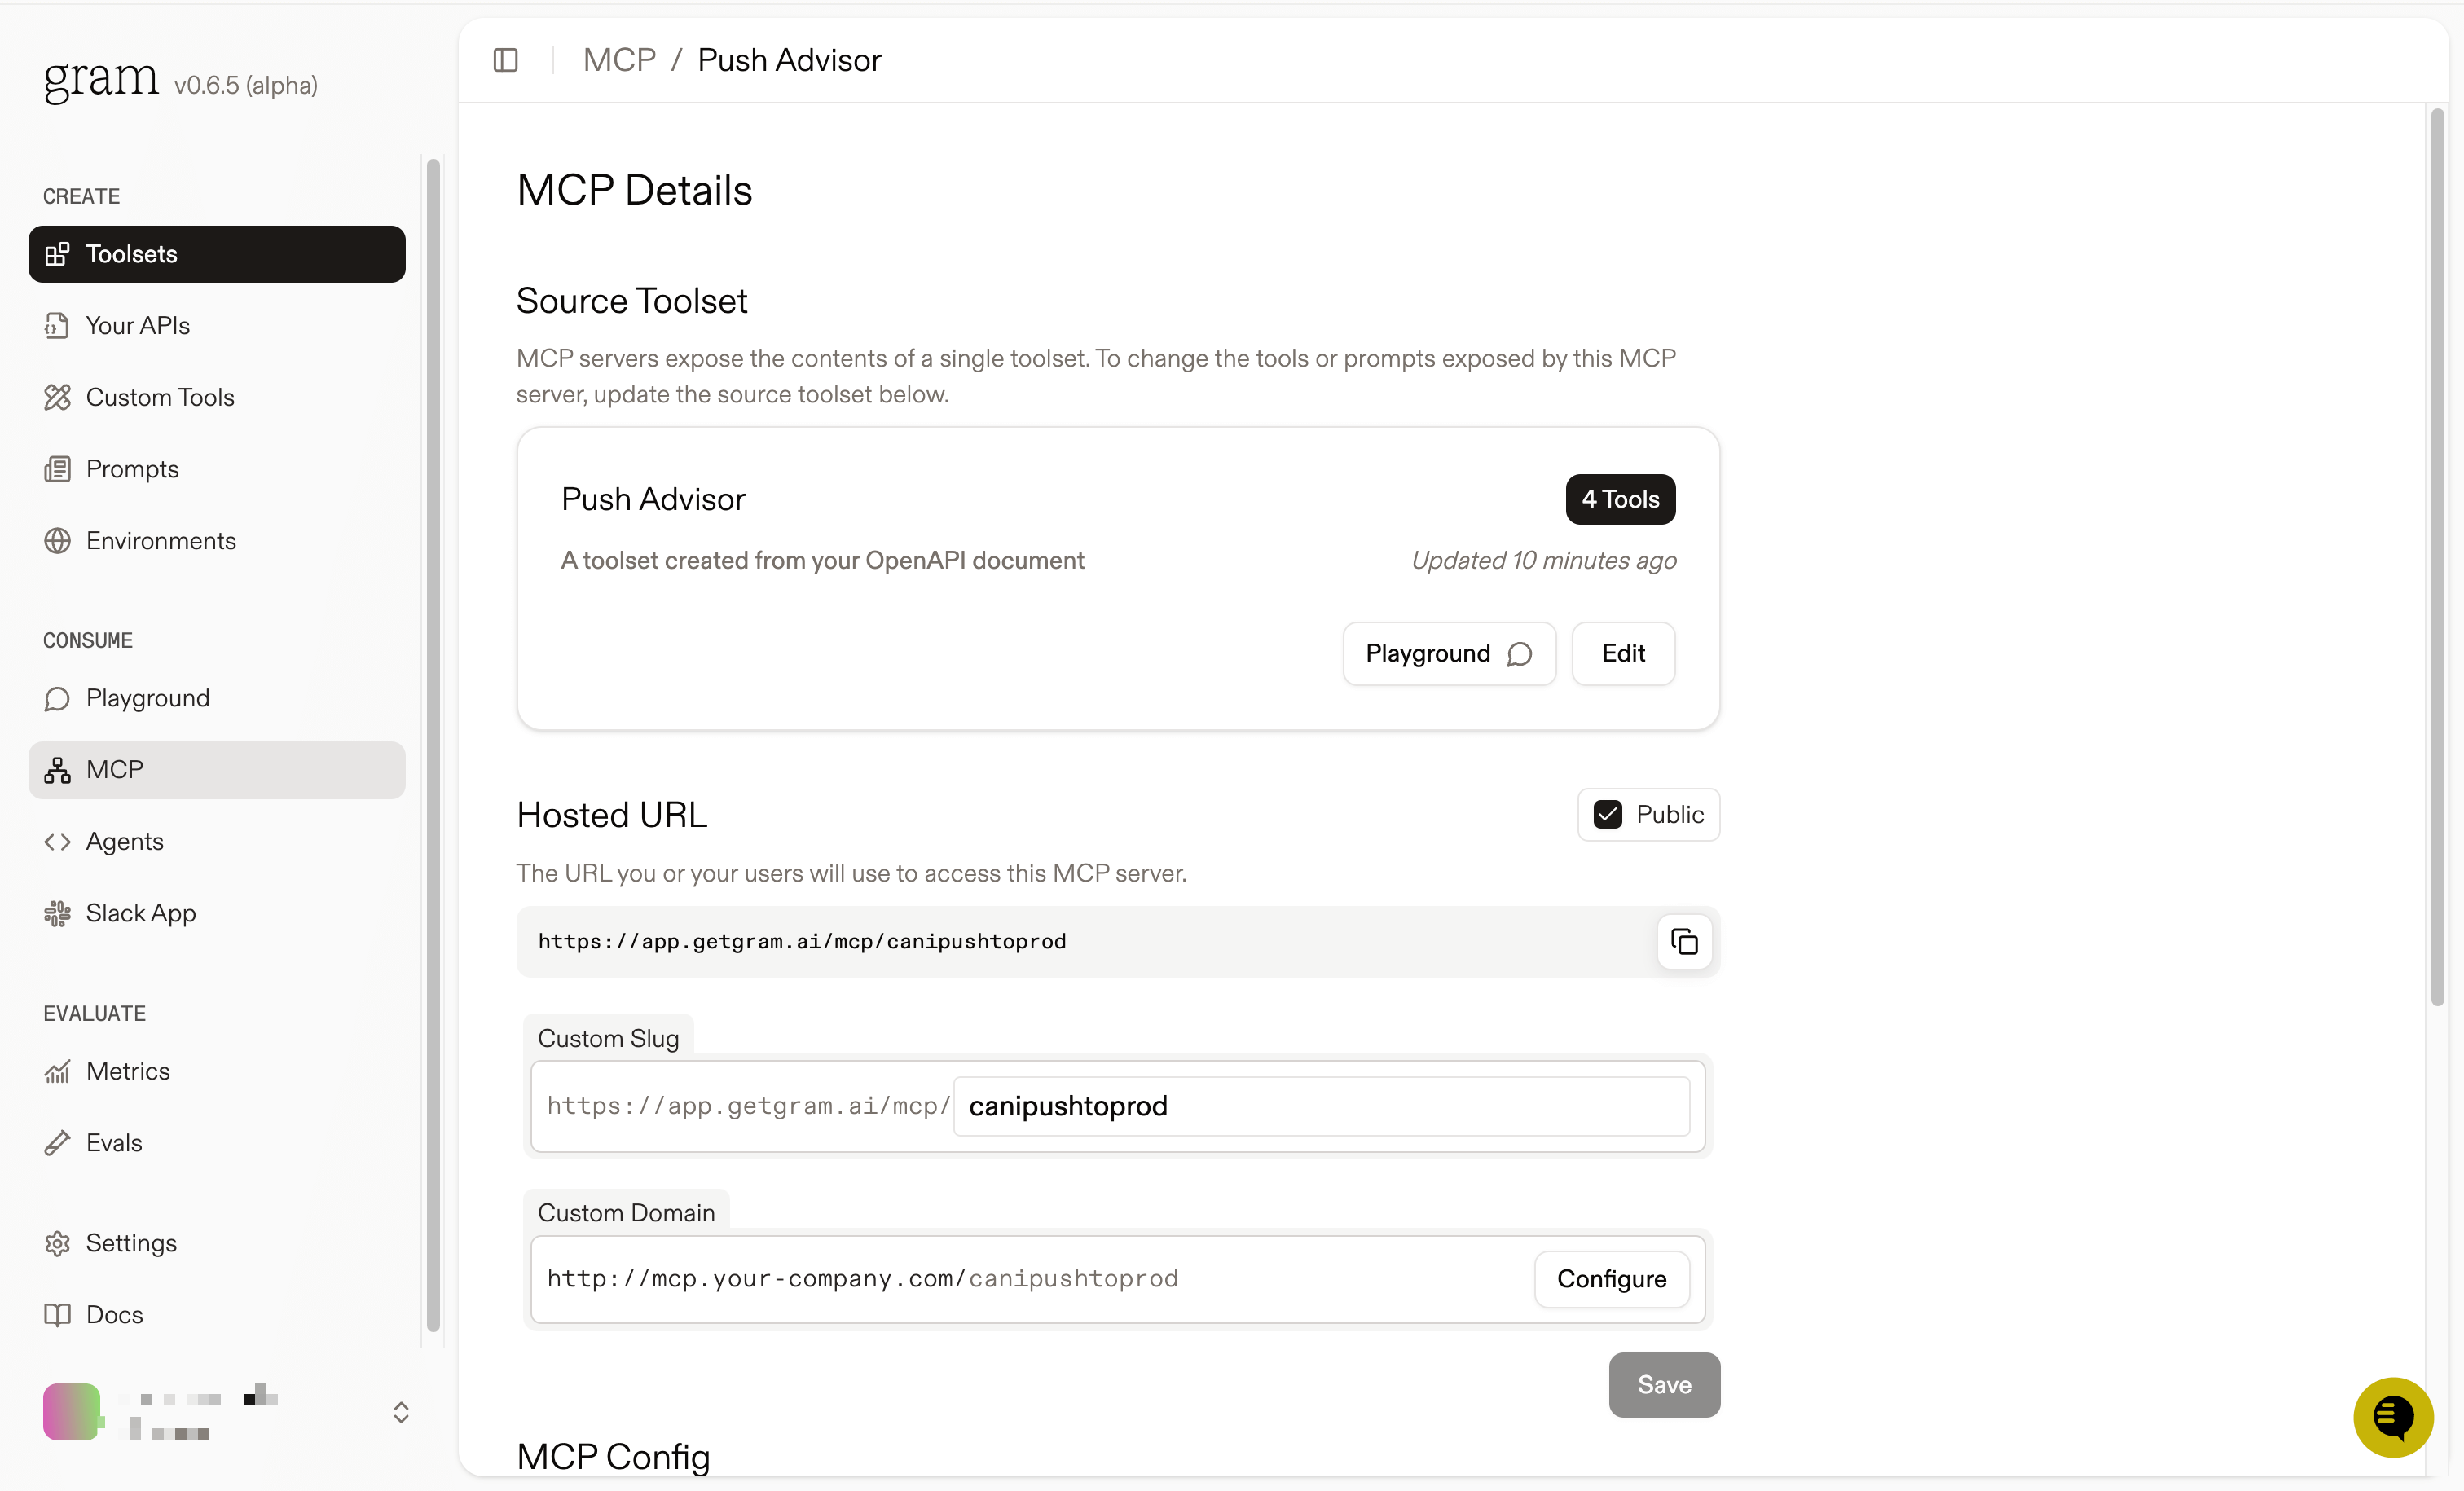 gram v0.6.5 (alpha)
CREATE
Toolsets
Your APIs
Custom Tools
Prompts
Environments
CONSUME
Playground
MCP
Agents
Slack App
EVALUATE
Metrics
Evals
Settings
Docs
MCP / Push Advisor
MCP Details
Source Toolset
MCP servers expose the contents of a single toolset. To change the tools or prompts exposed by this MCP
server, update the source toolset below.
Push Advisor
4 Tools
A toolset created from your OpenAPI document
Updated 10 minutes ago
Playground
Edit
Hosted URL
Public
The URL you or your users will use to access this MCP server.
https://app.getgram.ai/mcp/canipushtoprod
Custom Slug
https://app.getgram.ai/mcp/ canipushtoprod
Custom Domain
http://mcp.your-company.com/canipushtoprod
Configure
Save
MCP Config